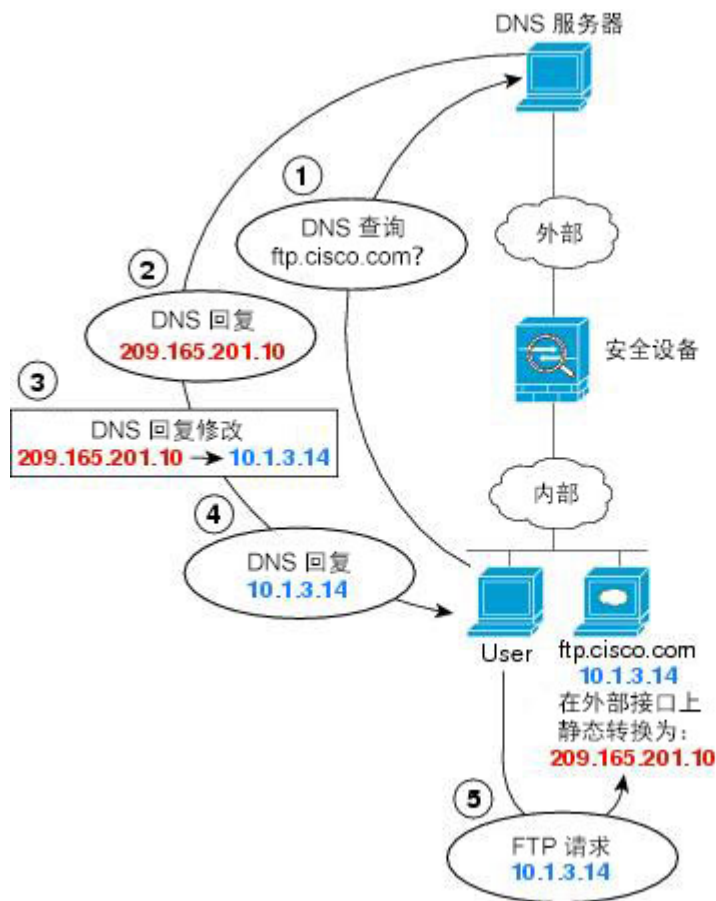 DNS 服务器
1
DNS 查询
ftp.cisco.com?
外部
2
DNS 回复
209.165.201.10
安全设备
3
DNS 回复修改
209.165.201.10 → 10.1.3.14
内部
4
DNS 回复
10.1.3.14
User
ftp.cisco.com
10.1.3.14
在外部接口上
静态转换为：
209.165.201.10
5
FTP 请求
10.1.3.14